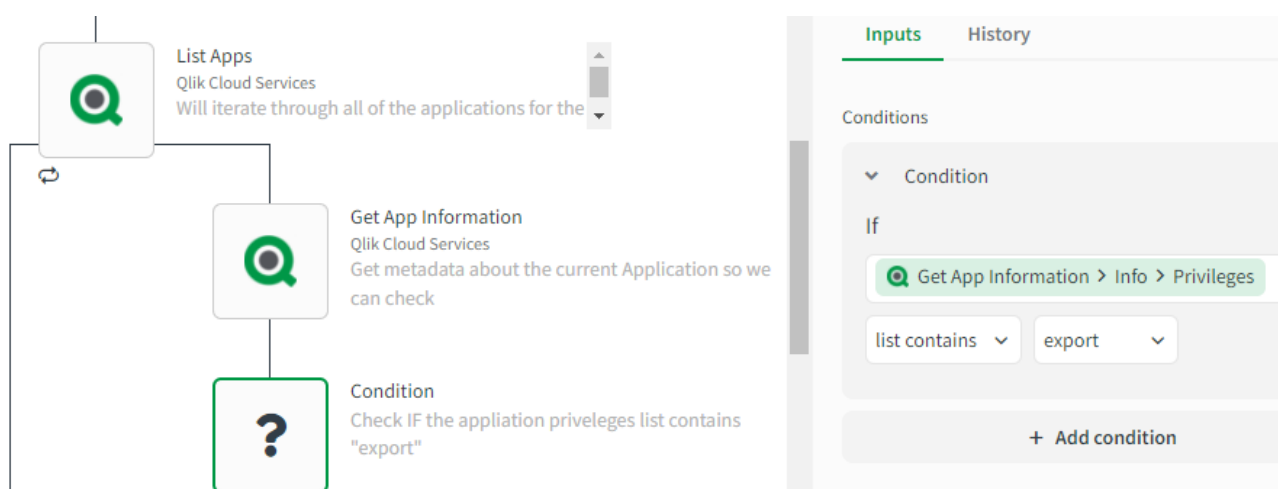 List Apps
Qlik Cloud Services
Will iterate through all of the applications for the
Get App Information
Qlik Cloud Services
Get metadata about the current Application so we
can check
?
Condition
Check IF the appliation priveleges list contains
"export"
Inputs History
Conditions
Condition
If
Get App Information > Info > Privileges
list contains export
+ Add condition